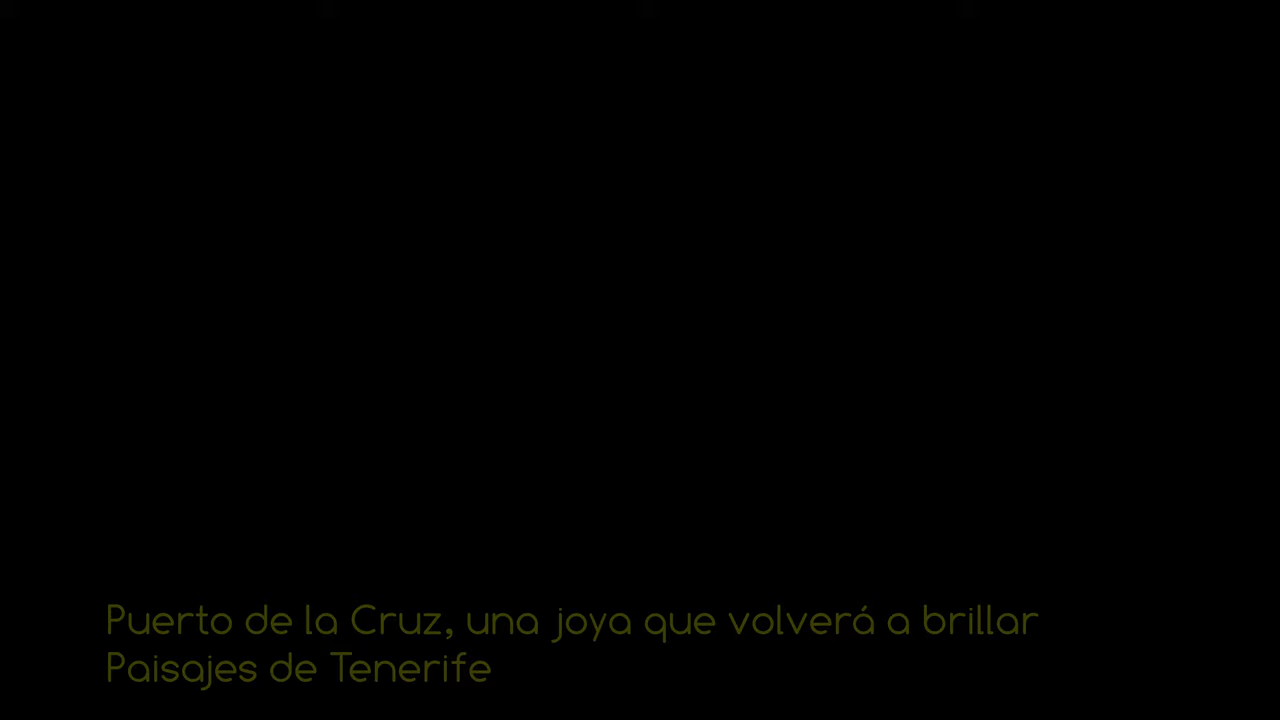 Puerto de la Cruz, una joya que volverá a brillar
Paisajes de Tenerife